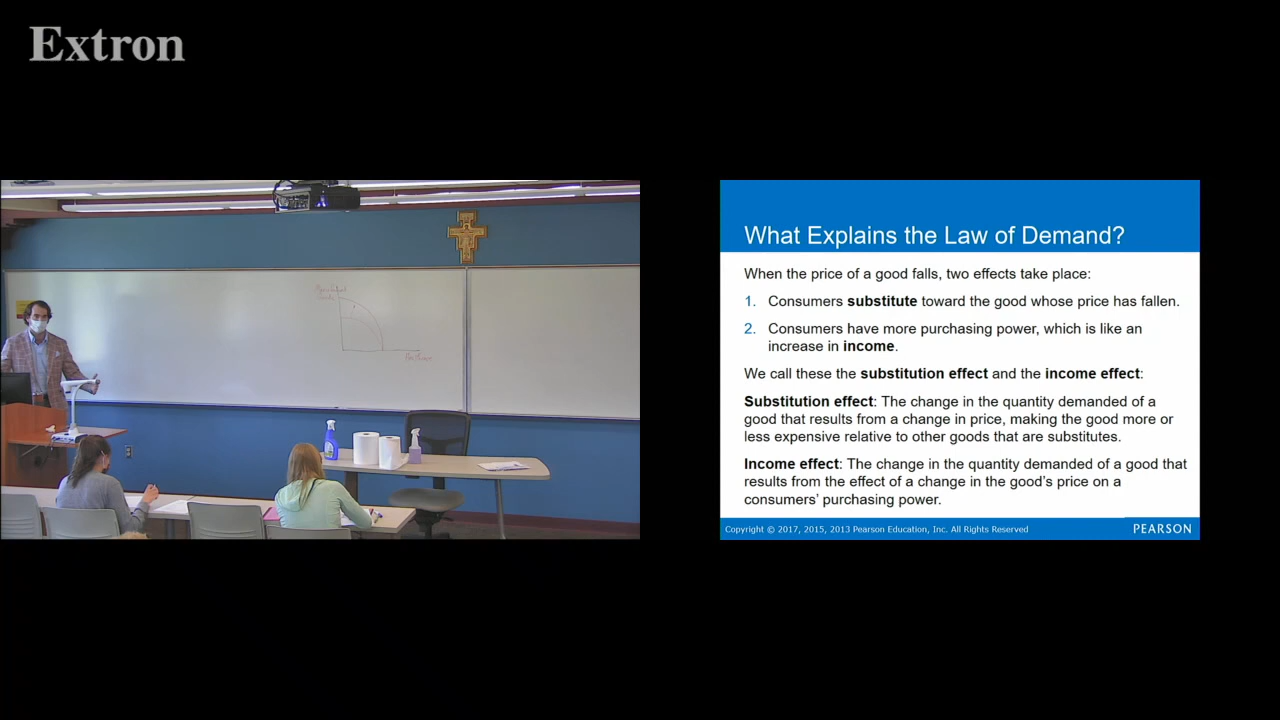 Extron
What Explains the Law of Demand?
When the price of a good falls, two effects take place:
1. Consumers substitute toward the good whose price has fallen.
2. Consumers have more purchasing power, which is like an
increase in income.
We call these the substitution effect and the income effect:
Substitution effect: The change in the quantity demanded of a
good that results from a change in price, making the good more or
less expensive relative to other goods that are substitutes.
Income effect: The change in the quantity demanded of a good that
results from the effect of a change in the good's price on a
consumers' purchasing power.
Copyright © 2017, 2015, 2013 Pearson Education, Inc. All Rights Reserved
PEARSON